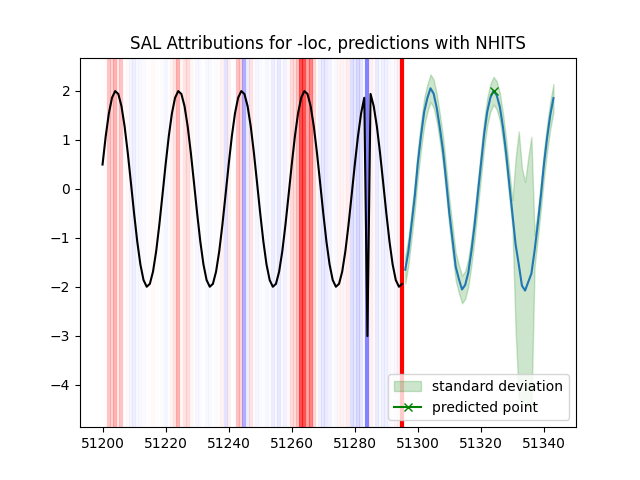 SAL Attributions for -loc, predictions with NHITS
2
1
0
−1
−2
−3
−4
standard deviation
predicted point
51200 51220 51240 51260 51280 51300 51320 51340